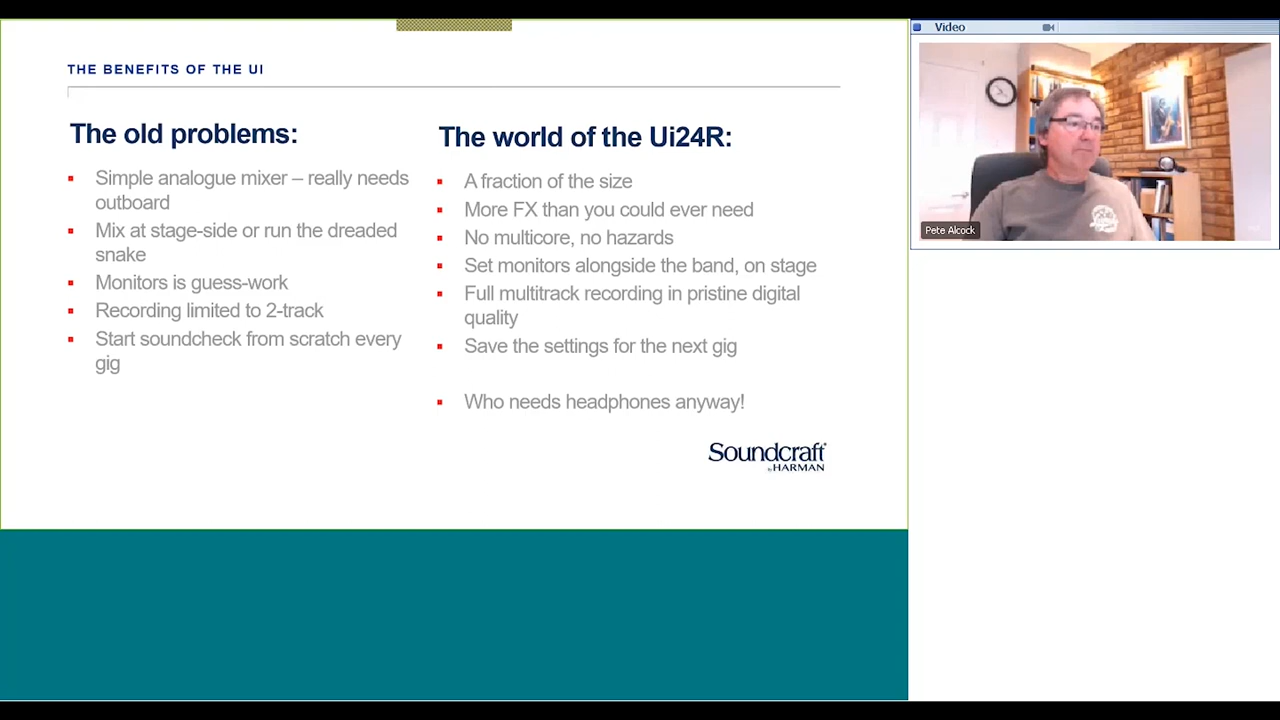 THE BENEFITS OF THE UI
The old problems:
Simple analogue mixer – really needs
outboard
Mix at stage-side or run the dreaded
snake
Monitors is guess-work
Recording limited to 2-track
Start soundcheck from scratch every
gig
The world of the Ui24R:
A fraction of the size
More FX than you could ever need
No multicore, no hazards
Set monitors alongside the band, on stage
Full multitrack recording in pristine digital
quality
Save the settings for the next gig
Who needs headphones anyway!
Soundcraft
by HARMAN
Video
Pete Alcock